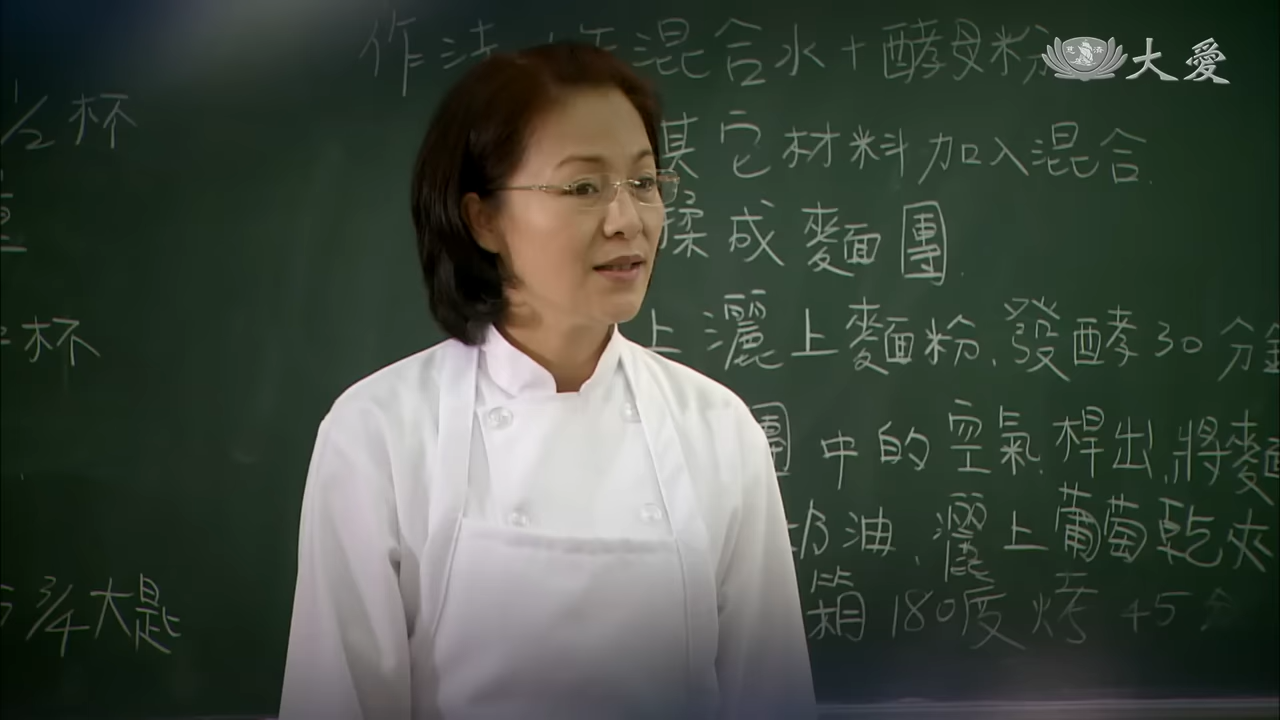 作法 作混合水+酵母粉
大愛
1/2 杯
其它材料加入混合.
揉成麵團.
杯
上灑上麵粉,發酵30分鐘
團中的空氣桿出,將麵
奶油,灑上葡萄乾夾
3/4大匙
箱180度烤45分